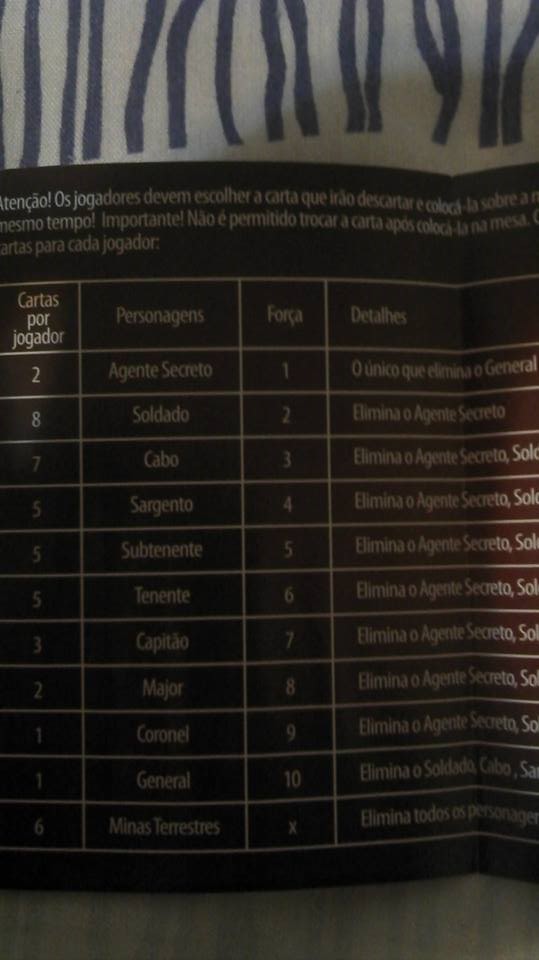 Atenção! Os jogadores devem escolher a carta que irão descartar e colocá-la sobre a
mesmo tempo! Importante! Não é permitido trocar a carta após colocá-la na mesa.
cartas para cada jogador:
Cartas por jogador Personagens Força Detalhes
2 Agente Secreto 1 O único que elimina o General
8 Soldado 2 Elimina o Agente Secreto
7 Cabo 3 Elimina o Agente Secreto, Sold
5 Sargento 4 Elimina o Agente Secreto, Sold
5 Subtenente 5 Elimina o Agente Secreto, Sold
5 Tenente 6 Elimina o Agente Secreto, Sol
3 Capitão 7 Elimina o Agente Secreto, Sol
2 Major 8 Elimina o Agente Secreto, Sol
1 Coronel 9 Elimina o Agente Secreto, So
1 General 10 Elimina o Soldado, Cabo , Sar
6 Minas Terrestres x Elimina todos os personagen